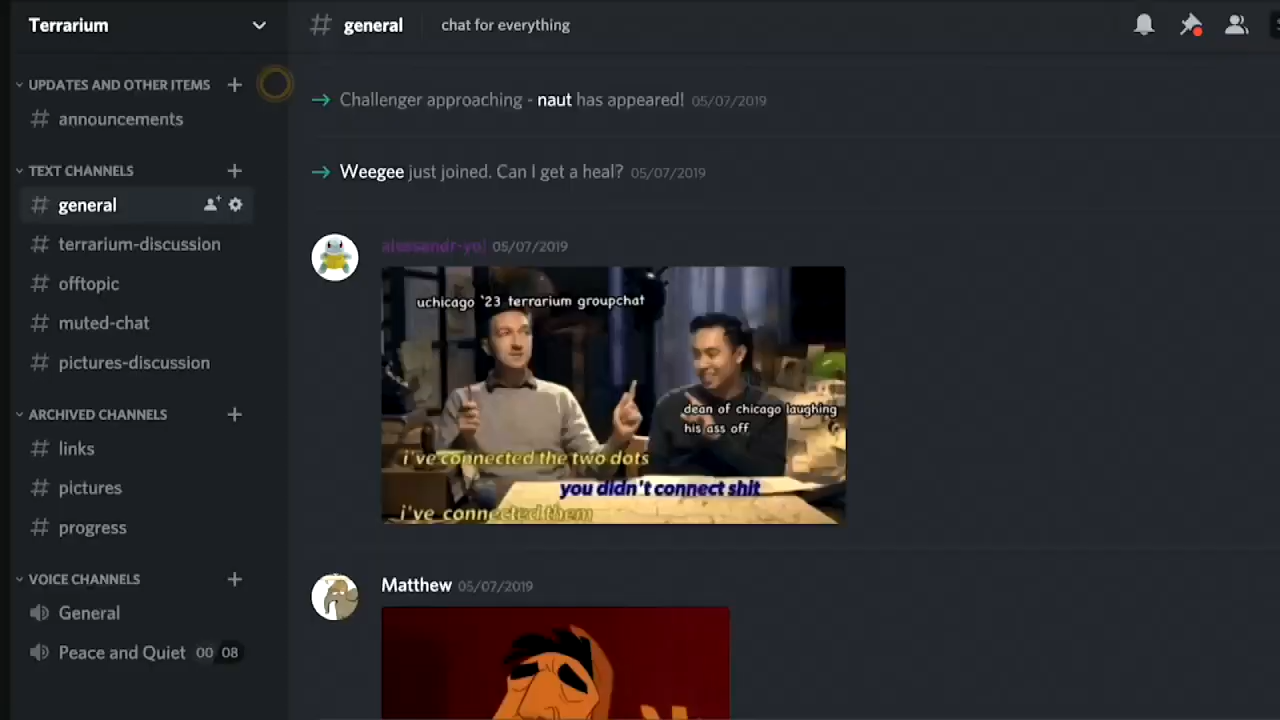 Terrarium
# general
chat for everything
UPDATES AND OTHER ITEMS +
# announcements
TEXT CHANNELS +
# general
# terrarium-discussion
# offtopic
# muted-chat
# pictures-discussion
ARCHIVED CHANNELS +
# links
# pictures
# progress
VOICE CHANNELS +
General
Peace and Quiet 00 08
Challenger approaching - naut has appeared! 05/07/2019
Weegee just joined. Can I get a heal? 05/07/2019
05/07/2019
uchicago '23 terrarium groupchat
dean of chicago laughing
his ass off
i've connected the two dots
you didn't connect shit
i've connected them
Matthew 05/07/2019